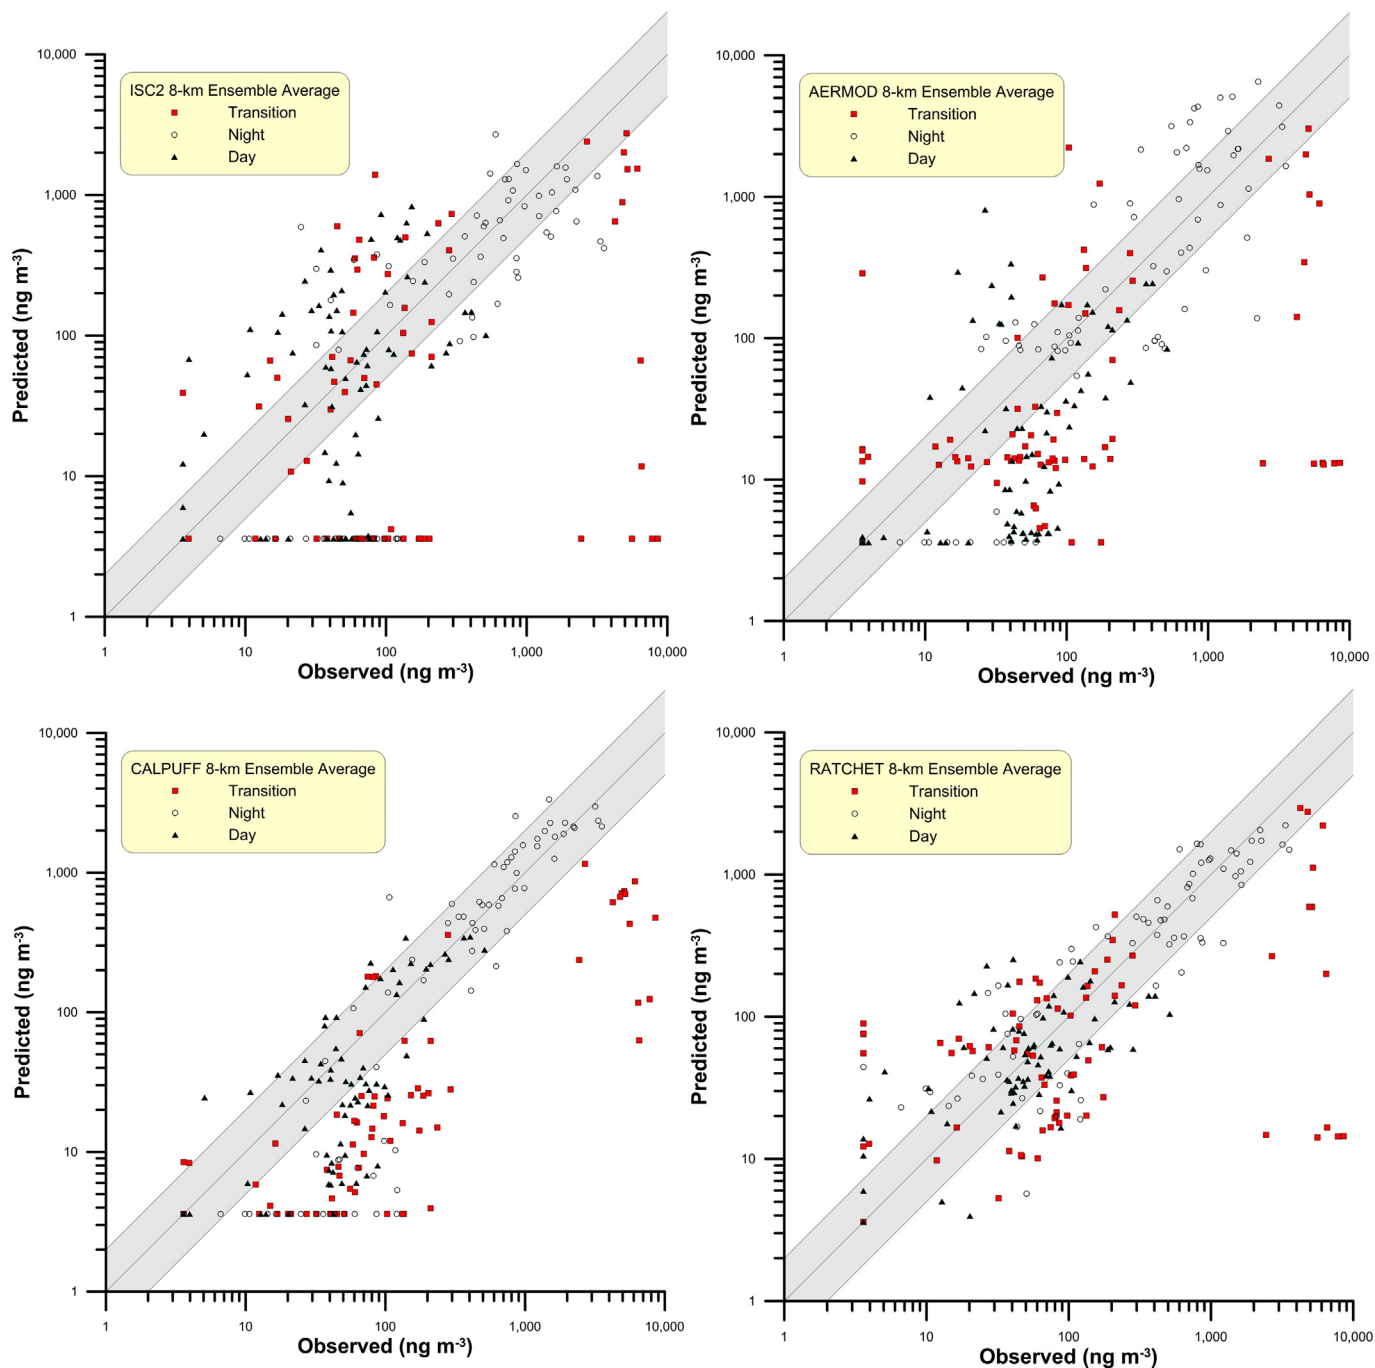 10,000
ISC2 8-km Ensemble Average
Transition
Night
Day
1,000
100
10
1
Predicted (ng m-3)
1 10 100 1,000 10,000
Observed (ng m-3)
10,000
AERMOD 8-km Ensemble Average
Transition
Night
Day
1,000
100
10
1
Predicted (ng m-3)
1 10 100 1,000 10,000
Observed (ng m-3)
10,000
CALPUFF 8-km Ensemble Average
Transition
Night
Day
1,000
100
10
1
Predicted (ng m-3)
1 10 100 1,000 10,000
Observed (ng m-3)
10,000
RATCHET 8-km Ensemble Average
Transition
Night
Day
1,000
100
10
1
Predicted (ng m-3)
1 10 100 1,000 10,000
Observed (ng m-3)